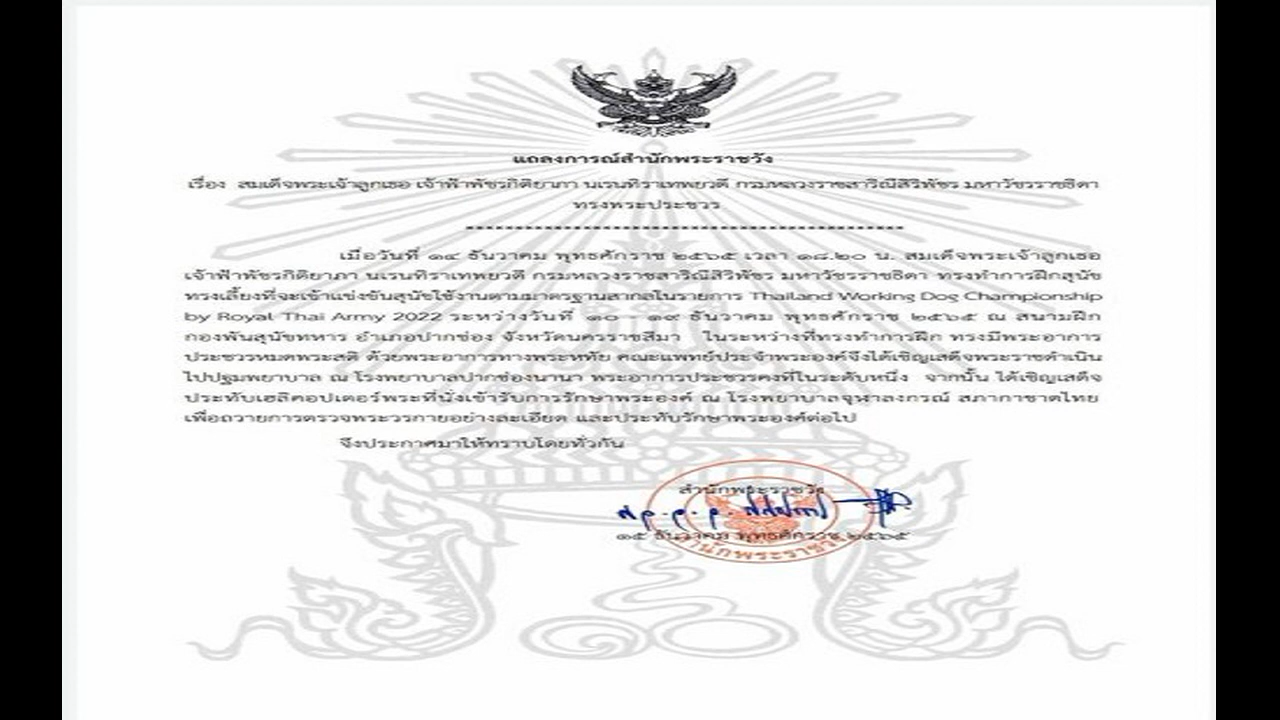 แถลงการณ์สำนักพระราชวัง
เรื่อง สมเด็จพระเจ้าลูกเธอ เจ้าฟ้าพัชรกิติยาภา นเรนทิราเทพยวดี กรมหลวงราชสาริณีสิริพัชร มหาวัชรราชธิดา
ทรงพระประชวร
เมื่อวันที่ ๑๔ ธันวาคม พุทธศักราช ๒๕๖๕ เวลา ๑๘.๒๐ น. สมเด็จพระเจ้าลูกเธอ
เจ้าฟ้าพัชรกิติยาภา นเรนทิราเทพยวดี กรมหลวงราชสาริณีสิริพัชร มหาวัชรราชธิดา ทรงทำการฝึกสุนัข
ทรงเลี้ยงที่จะเข้าแข่งขันสุนัขใช้งานตามมาตรฐานสากลในรายการ Thailand Working Dog Championship
by Royal Thai Army 2022 ระหว่างวันที่ ๑๐ – ๑๙ ธันวาคม พุทธศักราช ๒๕๖๕ ณ สนามฝึก
กองพันสุนัขทหาร อำเภอปากช่อง จังหวัดนครราชสีมา ในระหว่างที่ทรงทำการฝึก ทรงมีพระอาการ
ประชวรหมดพระสติ ด้วยพระอาการทางพระหทัย คณะแพทย์ประจำพระองค์จึงได้เชิญเสด็จพระราชดำเนิน
ไปปฐมพยาบาล ณ โรงพยาบาลปากช่องนานา พระอาการประชวรคงที่ในระดับหนึ่ง จากนั้น ได้เชิญเสด็จ
ประทับเฮลิคอปเตอร์พระที่นั่งเข้ารับการรักษาพระองค์ ณ โรงพยาบาลจุฬาลงกรณ์ สภากาชาดไทย
เพื่อถวายการตรวจพระวรกายอย่างละเอียด และประทับรักษาพระองค์ต่อไป
จึงประกาศมาให้ทราบโดยทั่วกัน
สำนักพระราชวัง
๑๕ ธันวาคม พุทธศักราช ๒๕๖๕
สำนักพระราชวัง